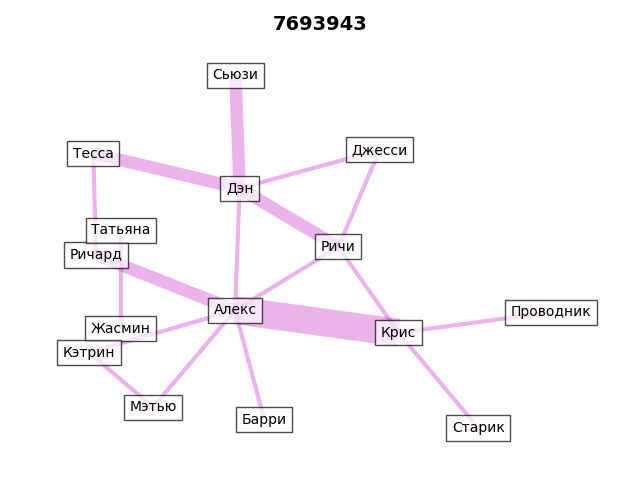 7693943
Сьюзи
Джесси
Тесса
Дэн
Татьяна
Ричи
Ричард
Алекс
Проводник
Жасмин
Крис
Кэтрин
Мэтью
Барри
Старик